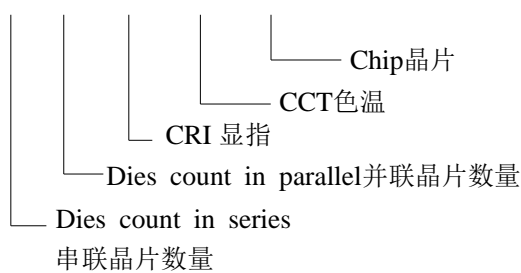 Chip晶片
CCT色温
CRI 显指
Dies count in parallel并联晶片数量
Dies count in series
串联晶片数量